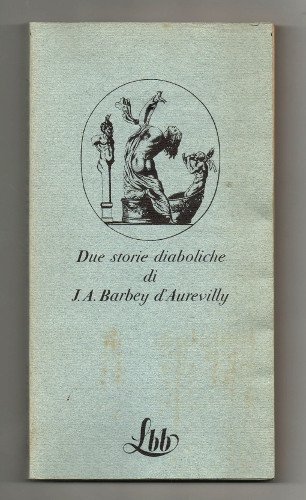 Due storie diaboliche
di
J. A. Barbey d'Aurevilly
Lbb